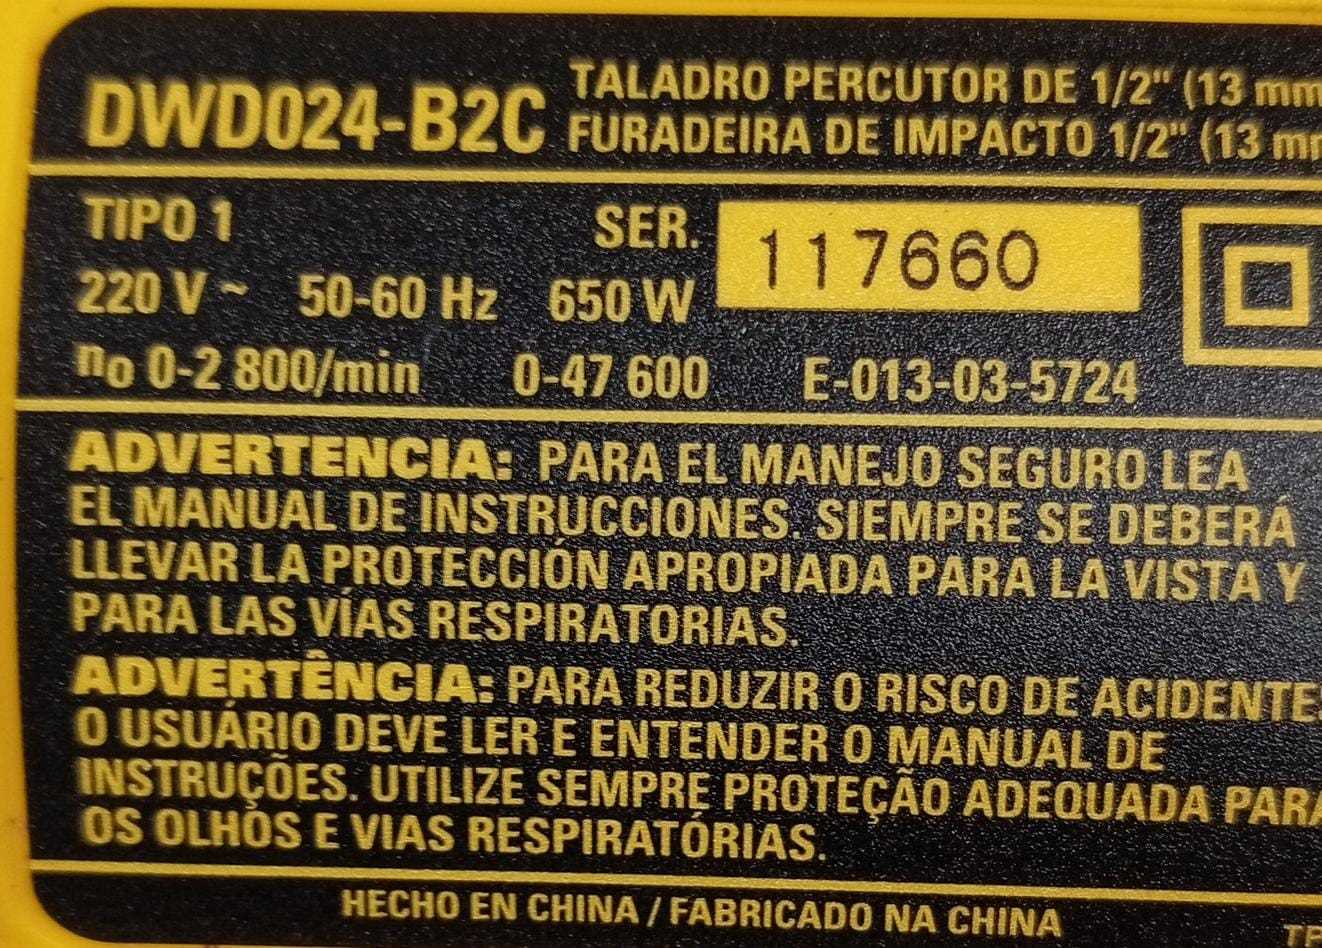 DWD024-B2C
TALADRO PERCUTOR DE 1/2" (13 mm
FURADEIRA DE IMPACTO 1/2" (13
TIPO 1 SER. 117660
220 V ~ 50-60 Hz 650 W
no 0-2 800/min 0-47 600 E-013-03-5724
ADVERTENCIA: PARA EL MANEJO SEGURO LEA
EL MANUAL DE INSTRUCCIONES. SIEMPRE SE DEBERÁ
LLEVAR LA PROTECCIÓN APROPIADA PARA LA VISTA Y
PARA LAS VÍAS RESPIRATORIAS.
ADVERTÊNCIA: PARA REDUZIR O RISCO DE ACIDENTE
O USUÁRIO DEVE LER E ENTENDER O MANUAL DE
INSTRUÇÕES. UTILIZE SEMPRE PROTEÇÃO ADEQUADA PARA
OS OLHOS E VIAS RESPIRATÓRIAS.
HECHO EN CHINA / FABRICADO NA CHINA